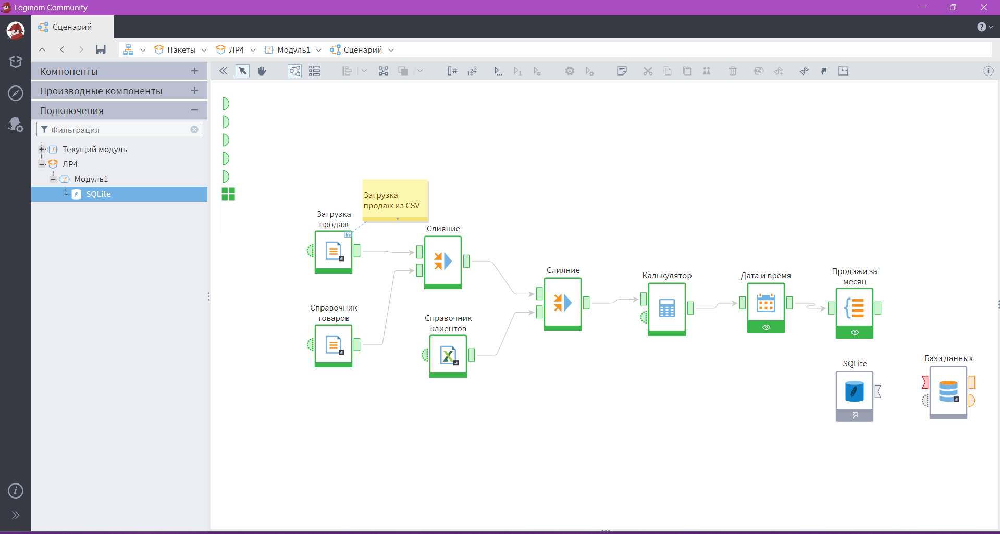 Loginom Community
Сценарий
Пакеты
ЛР4
Модуль1
Сценарий
Компоненты
Производные компоненты
Подключения
Фильтрация
Текущий модуль
ЛР4
Модуль1
SQLite
Загрузка
продаж из CSV
Загрузка
продаж
Слияние
Справочник
товаров
Справочник
клиентов
Слияние
Калькулятор
Дата и время
Продажи за
месяц
SQLite
База данных